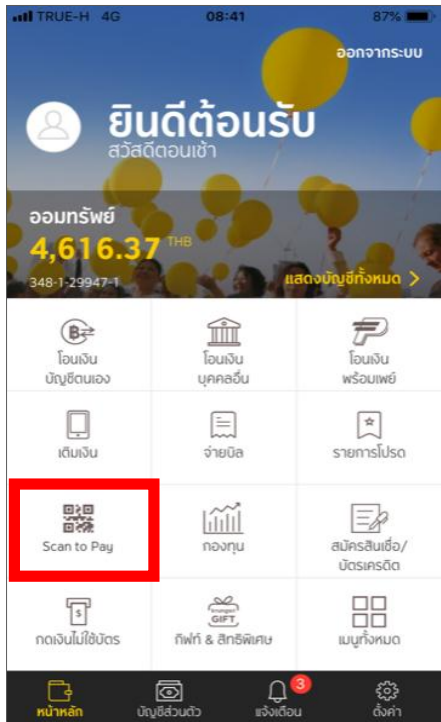 TRUE-H 4G 08:41 87%
ออกจากระบบ
ยินดีต้อนรับ
สวัสดีตอนเช้า
ออมทรัพย์
4,616.37 THB
348-1-29947-1
แสดงบัญชีทั้งหมด >
โอนเงิน
บัญชีตนเอง
โอนเงิน
บุคคลอื่น
โอนเงิน
พร้อมเพย์
เติมเงิน
จ่ายบิล
รายการโปรด
Scan to Pay
กองทุน
สมัครสินเชื่อ/
บัตรเครดิต
กดเงินไม่ใช้บัตร
krungsri
GIFT
กิฟท์ & สิทธิพิเศษ
เมนูทั้งหมด
หน้าหลัก
บัญชีส่วนตัว
3
แจ้งเตือน
ตั้งค่า